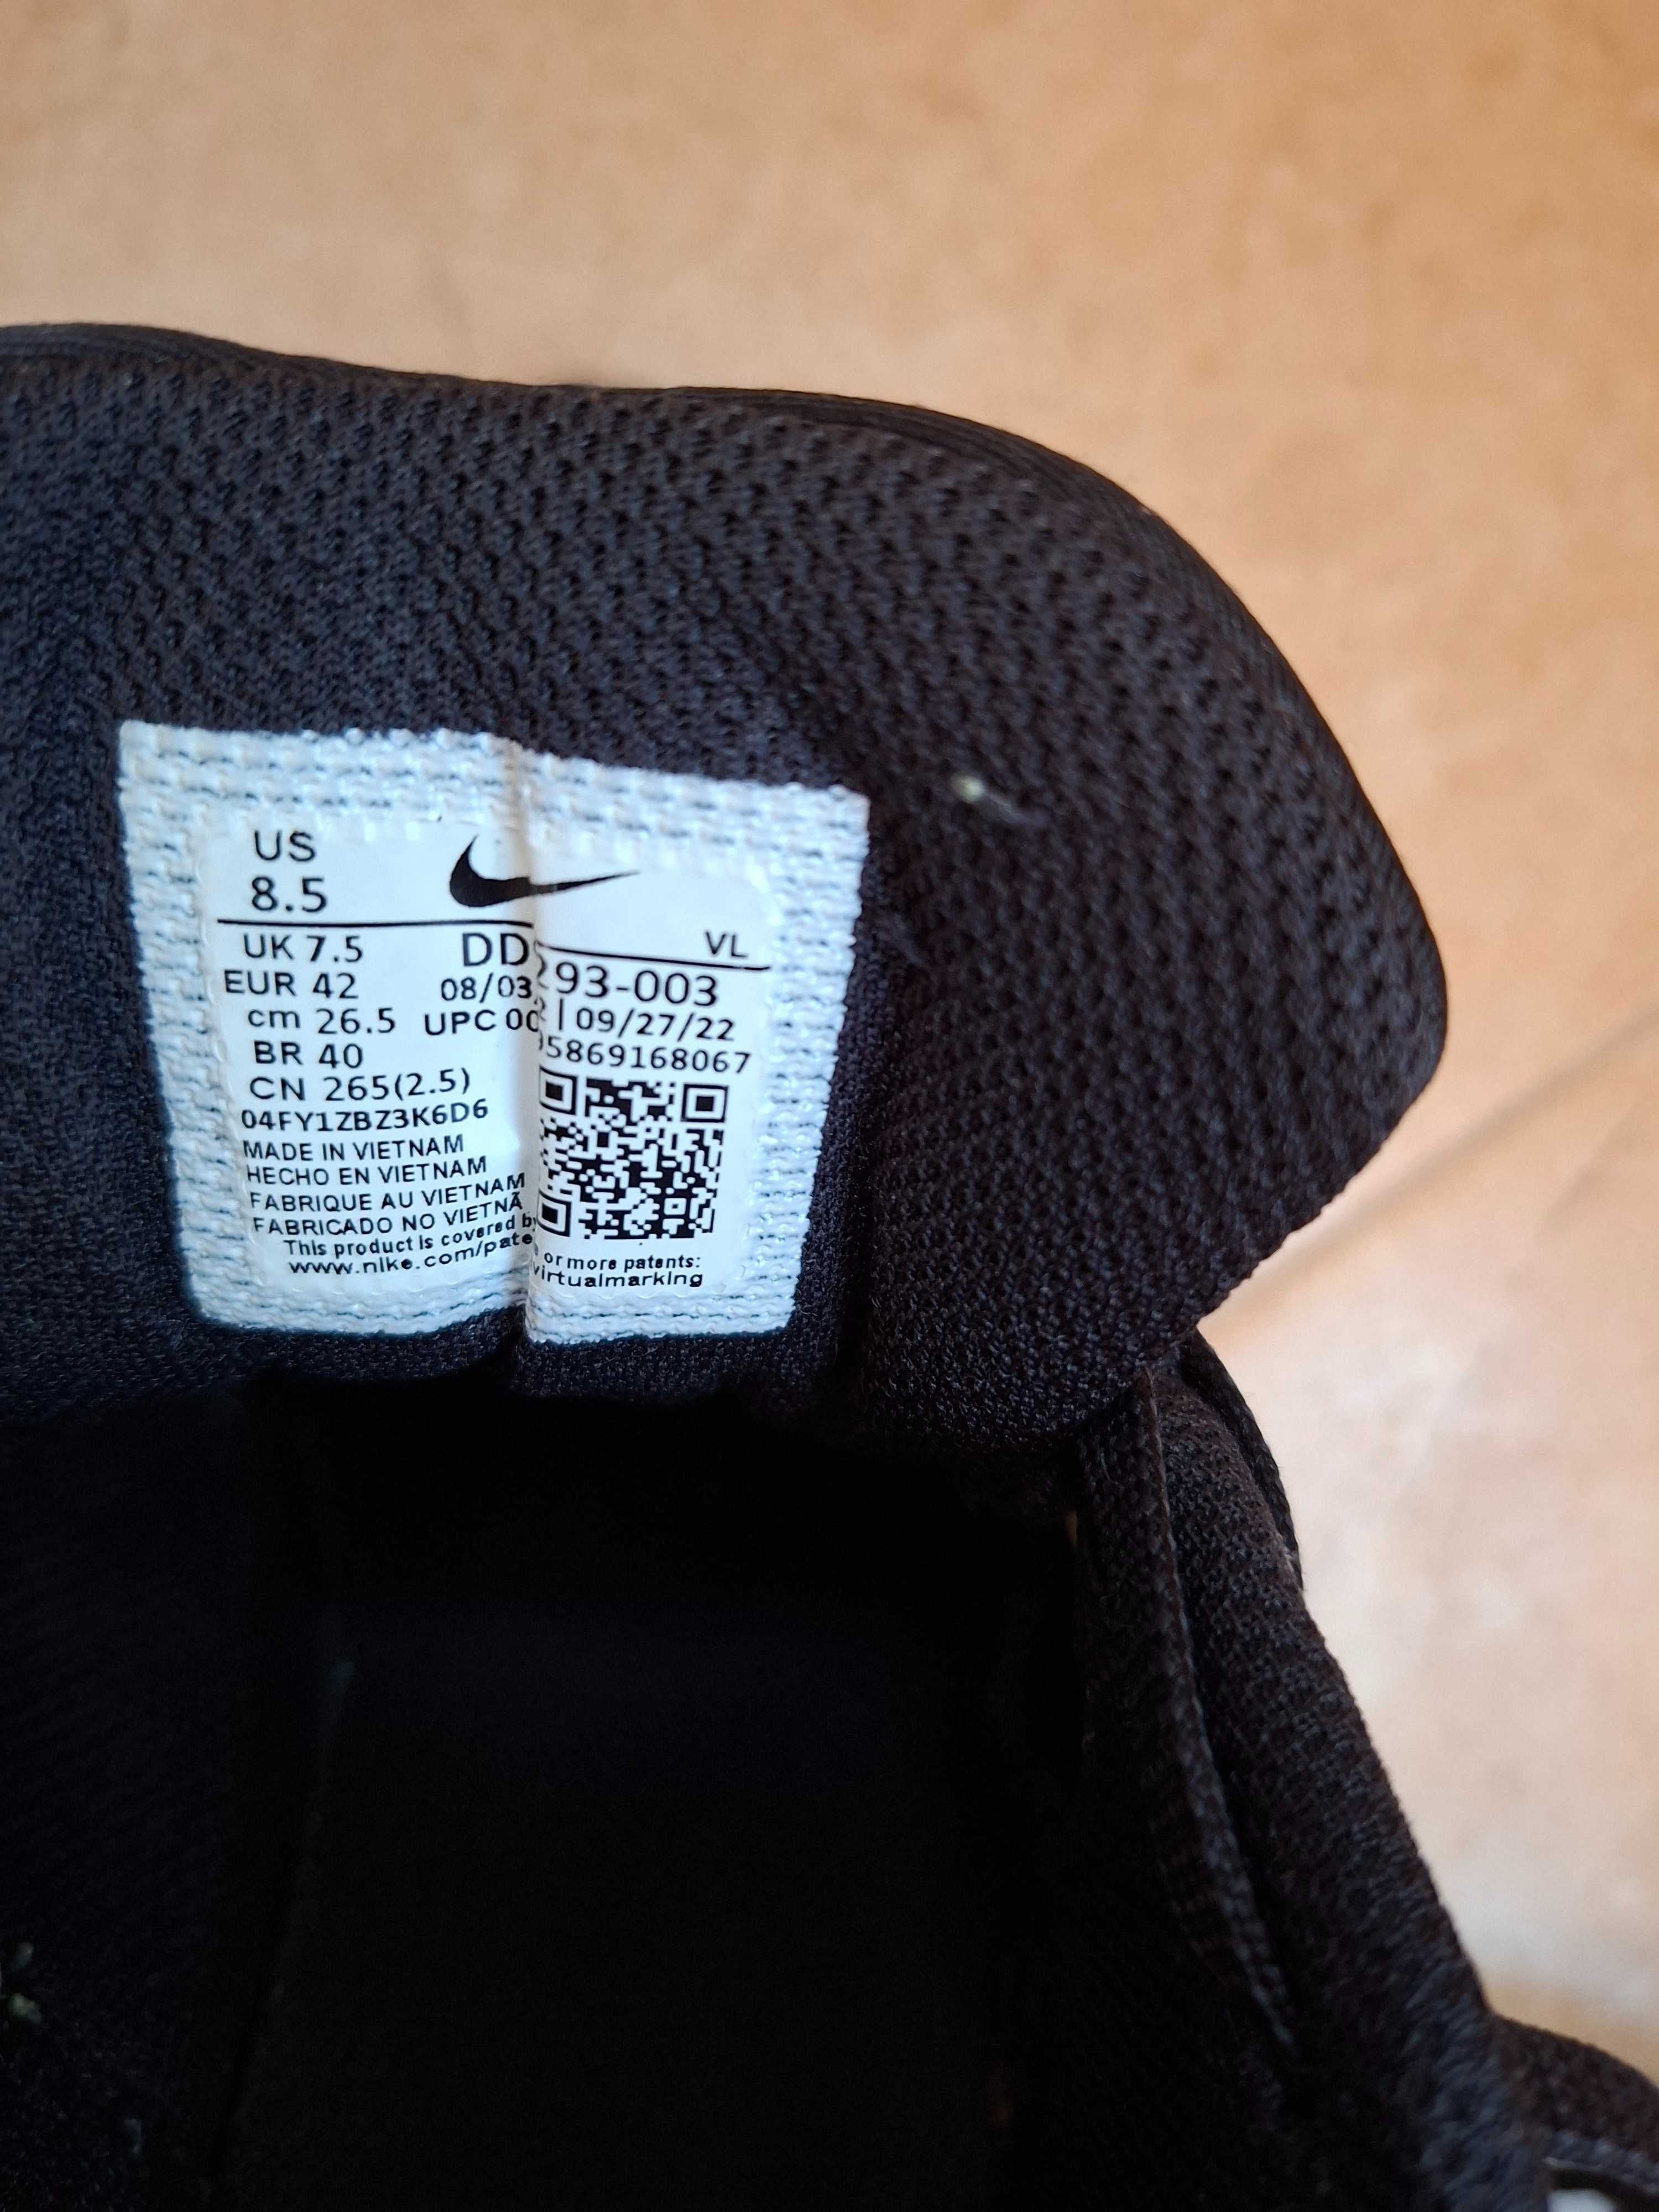 US
8.5
VL
UK 7.5 DD 293-003
EUR 42 08/03 | 09/27/22
cm 26.5 UPC 5869168067
BR 40
CN 265(2.5)
04FY1ZBZ3K6D6
MADE IN VIETNAM
HECHO EN VIETNAM
FABRIQUE AU VIETNAM
FABRICADO NO VIETNÃ
This product is covered by or more patents:
www.nike.com/pate virtualmarking